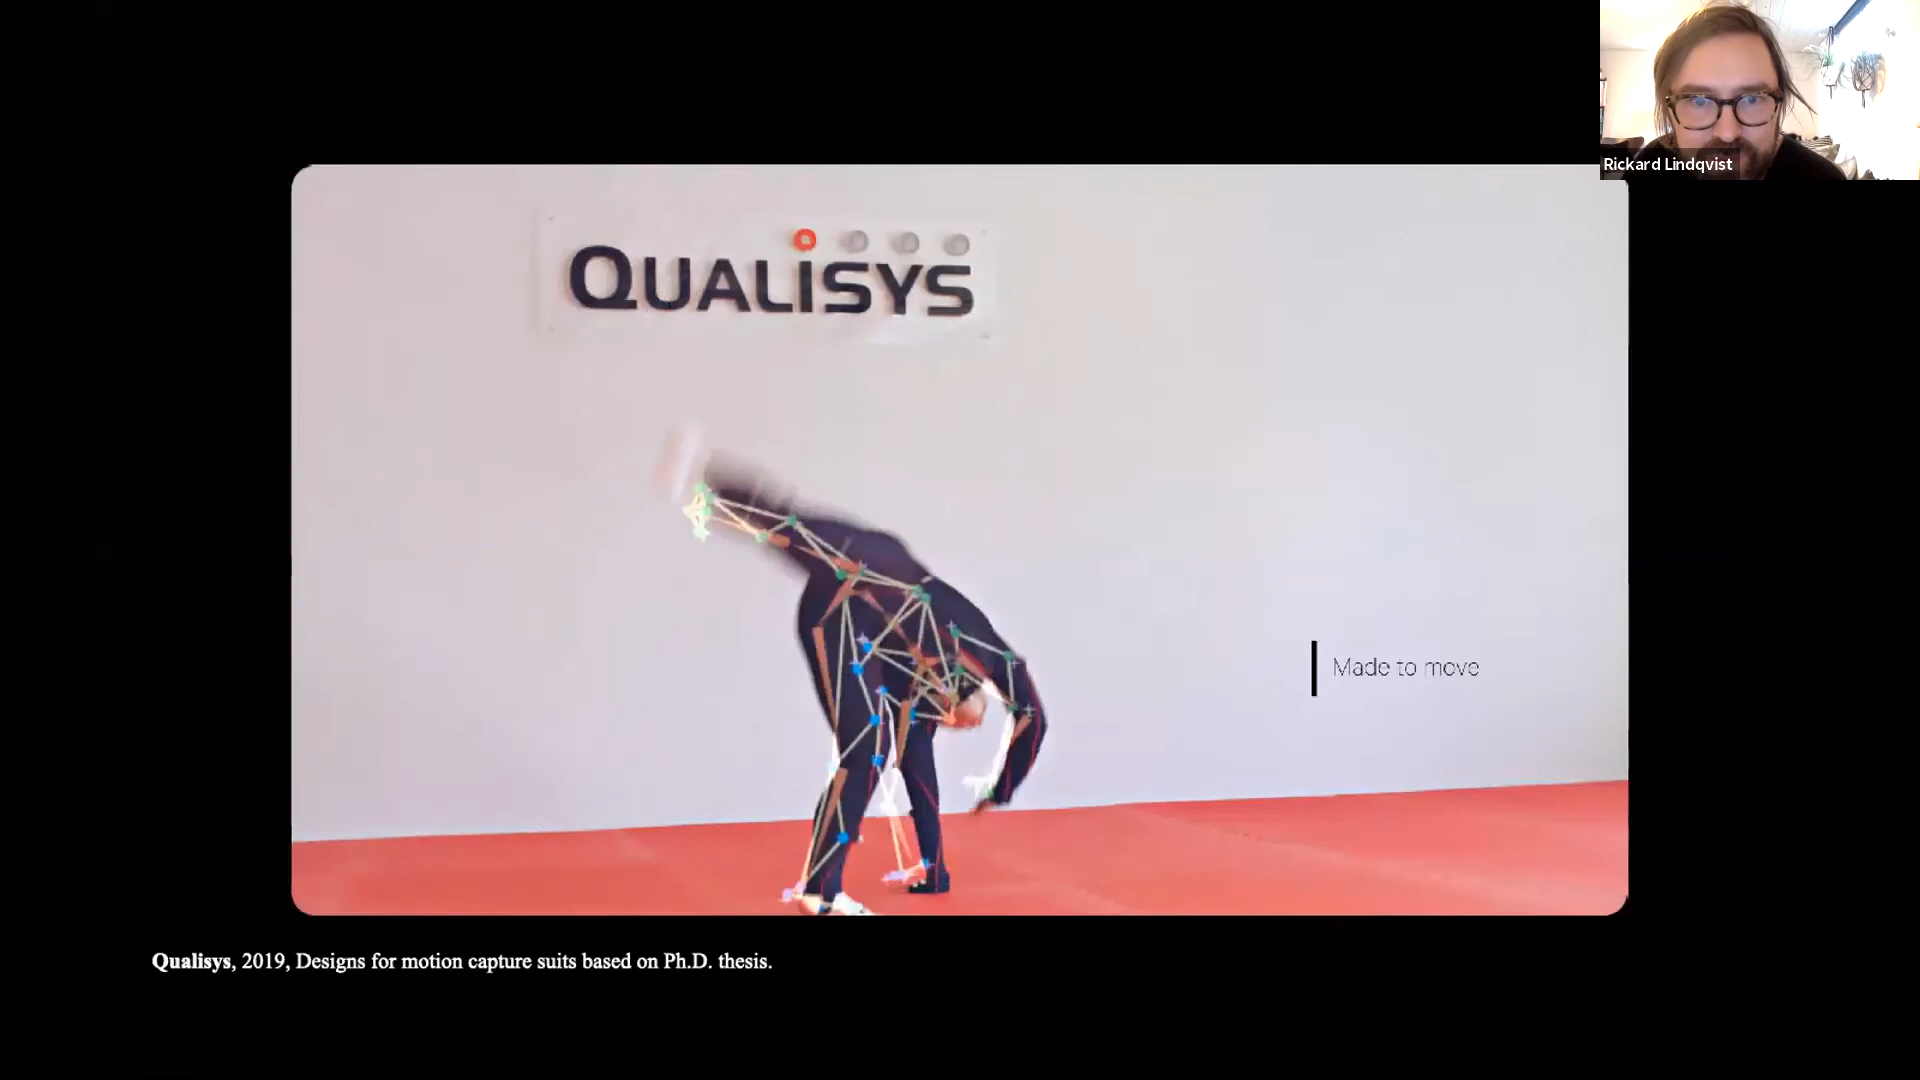 Rickard Lindqvist
QUALiSYS
Made to move
Qualisys, 2019, Designs for motion capture suits based on Ph.D. thesis.